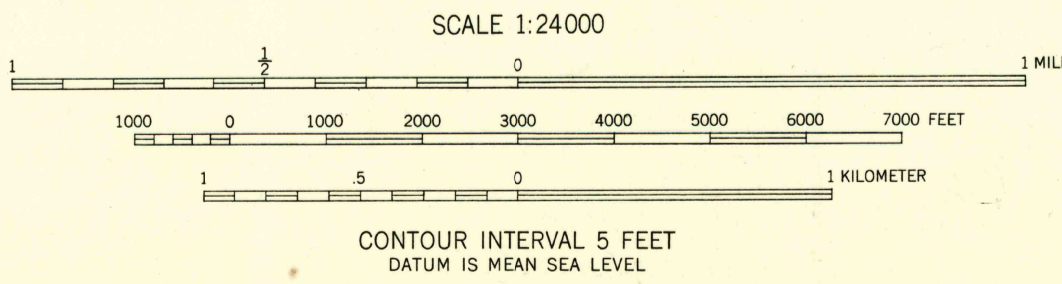 SCALE 1:24000
1 1/2 0 1 MILE
1000 0 1000 2000 3000 4000 5000 6000 7000 FEET
1 .5 0 1 KILOMETER
CONTOUR INTERVAL 5 FEET
DATUM IS MEAN SEA LEVEL